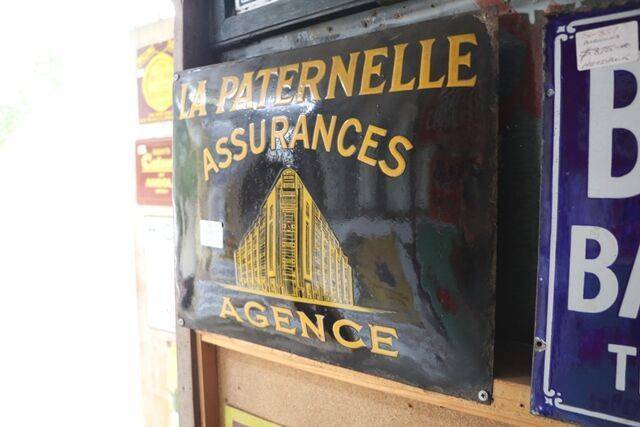 LA PATERNELLE
ASSURANCES
AGENCE
B
BA
T